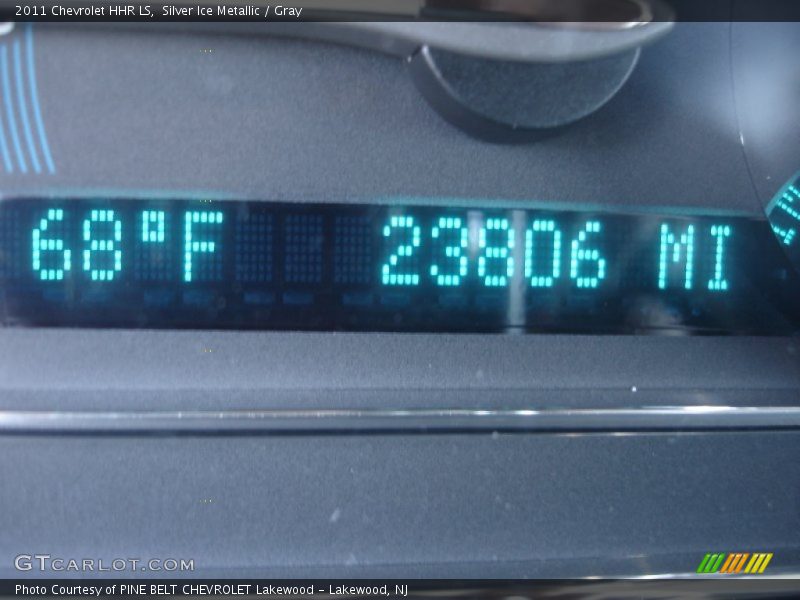 2011 Chevrolet HHR LS, Silver Ice Metallic / Gray
68°F 23806 MI
GTCARLOT.COM
Photo Courtesy of PINE BELT CHEVROLET Lakewood - Lakewood, NJ